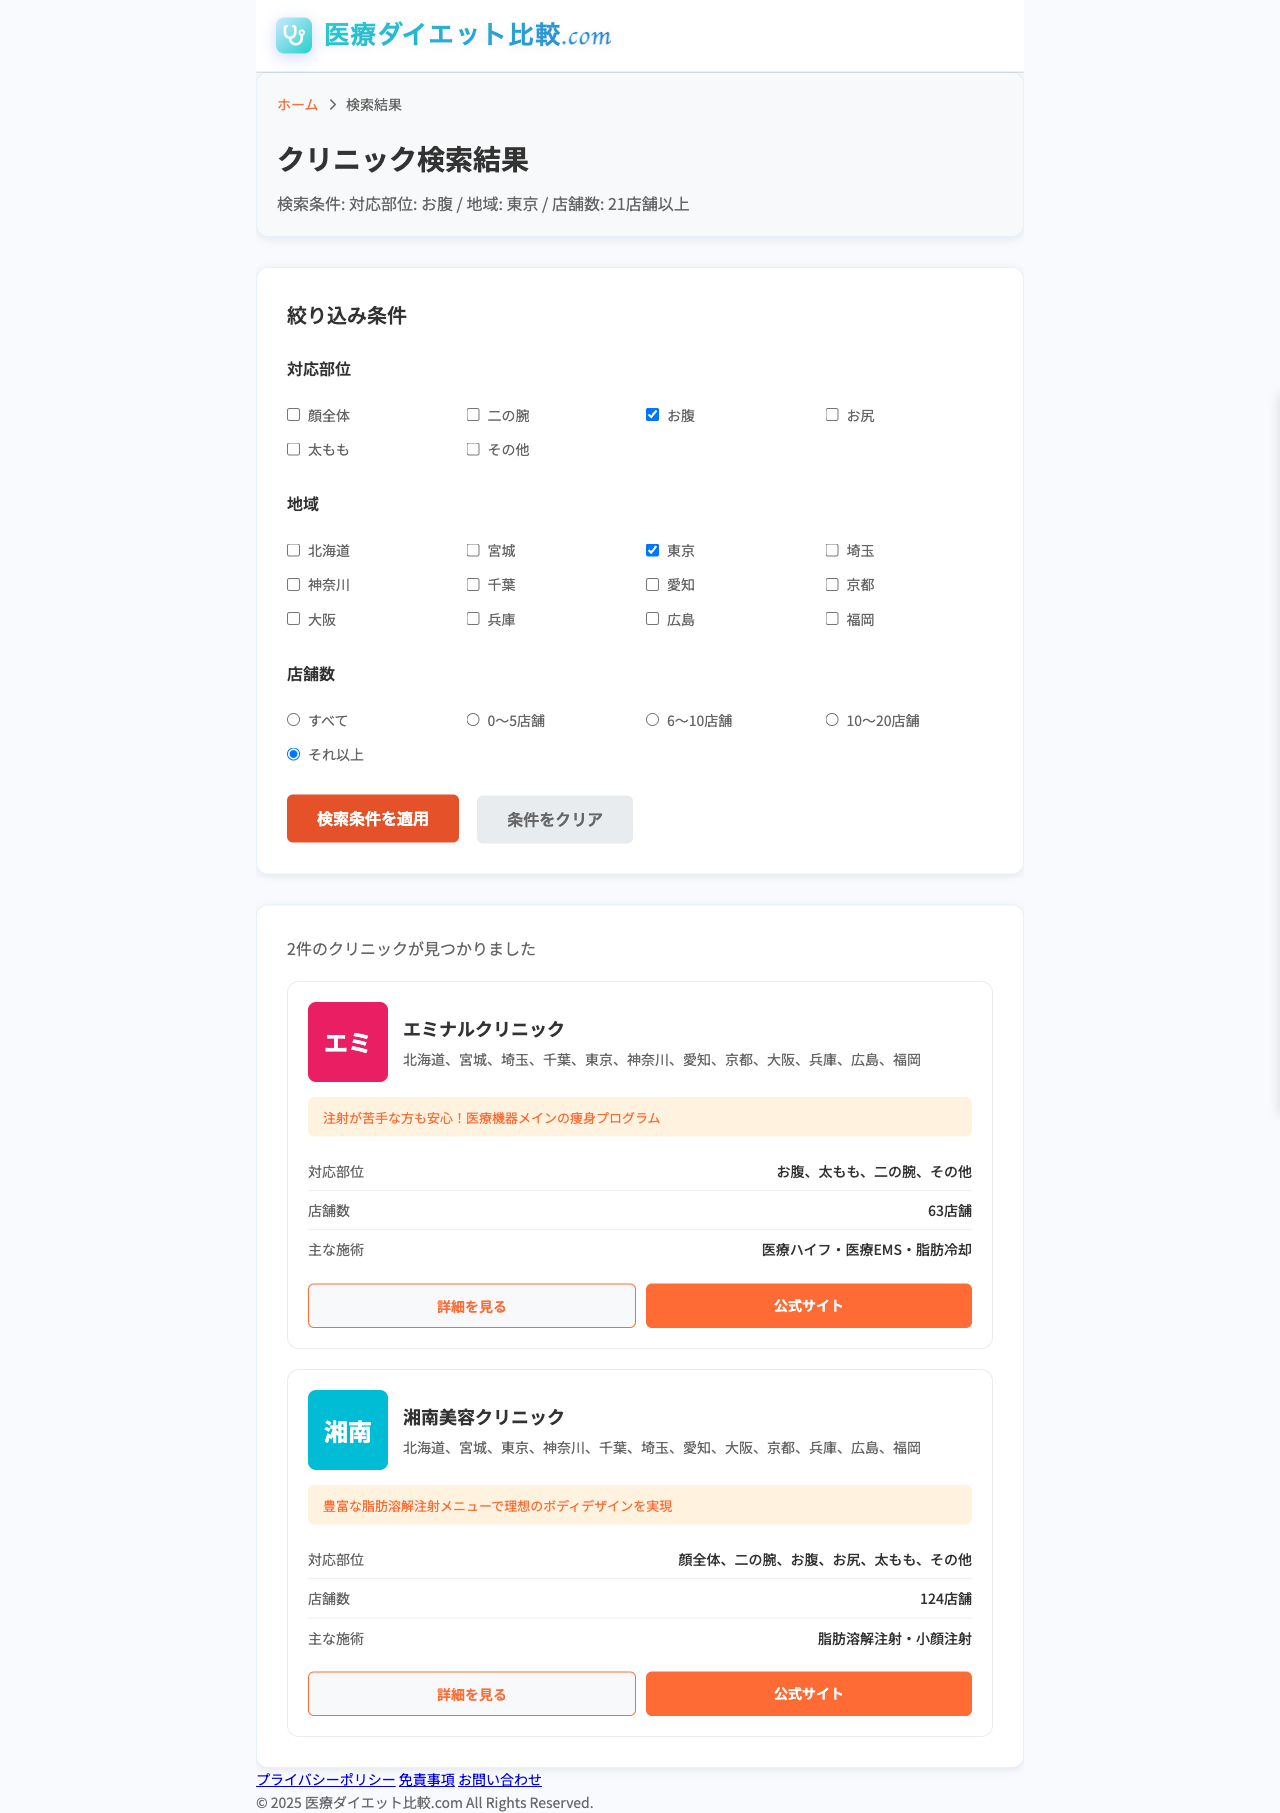 医療ダイエット比較.com
ホーム > 検索結果
クリニック検索結果
検索条件: 対応部位: お腹 / 地域: 東京 / 店舗数: 21店舗以上
絞り込み条件
対応部位
顔全体 二の腕 お腹 お尻
太もも その他
地域
北海道 宮城 東京 埼玉
神奈川 千葉 愛知 京都
大阪 兵庫 広島 福岡
店舗数
すべて 0〜5店舗 6〜10店舗 10〜20店舗
それ以上
検索条件を適用 条件をクリア
2件のクリニックが見つかりました
エミ
エミナルクリニック
北海道、宮城、埼玉、千葉、東京、神奈川、愛知、京都、大阪、兵庫、広島、福岡
注射が苦手な方も安心！医療機器メインの痩身プログラム
対応部位 お腹、太もも、二の腕、その他
店舗数 63店舗
主な施術 医療ハイフ・医療EMS・脂肪冷却
詳細を見る 公式サイト
湘南
湘南美容クリニック
北海道、宮城、東京、神奈川、千葉、埼玉、愛知、大阪、京都、兵庫、広島、福岡
豊富な脂肪溶解注射メニューで理想のボディデザインを実現
対応部位 顔全体、二の腕、お腹、お尻、太もも、その他
店舗数 124店舗
主な施術 脂肪溶解注射・小顔注射
詳細を見る 公式サイト
プライバシーポリシー 免責事項 お問い合わせ
© 2025 医療ダイエット比較.com All Rights Reserved.